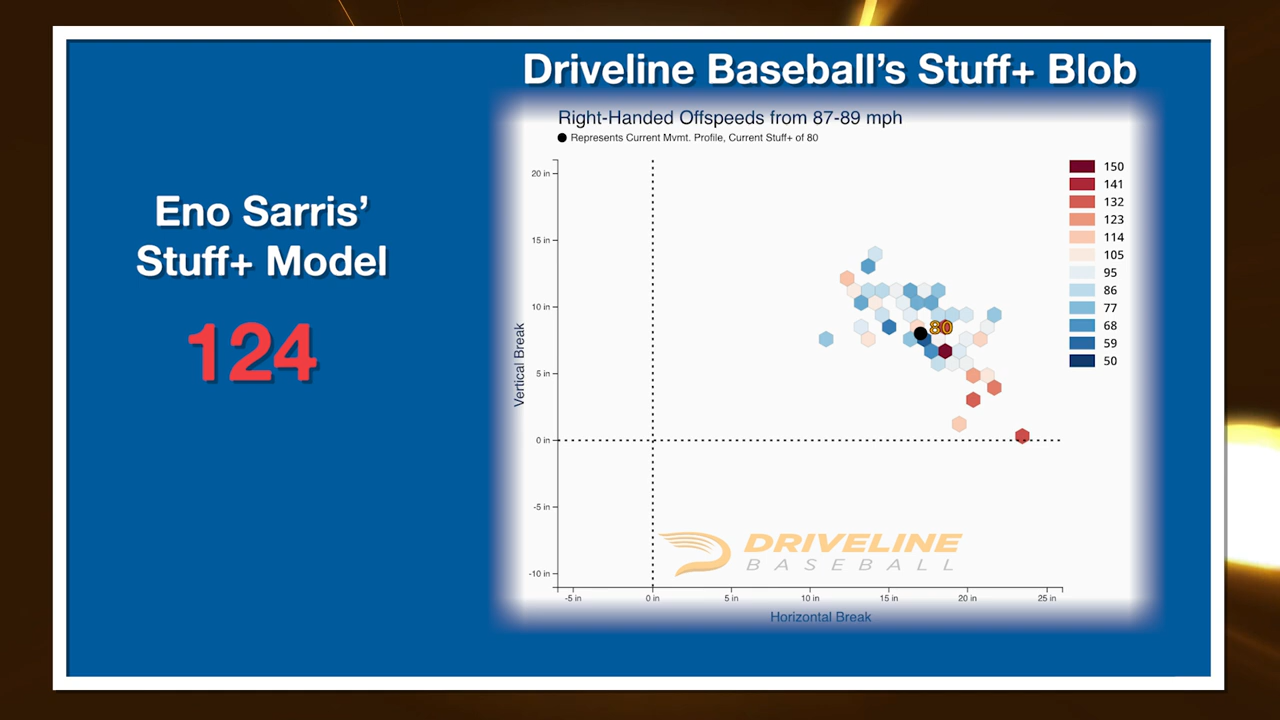 Driveline Baseball's Stuff+ Blob
Eno Sarris'
Stuff+ Model
124
Right-Handed Offspeeds from 87-89 mph
Represents Current Mvmt. Profile, Current Stuff+ of 80
20 in
15 in
10 in
5 in
0 in
-5 in
-10 in
Vertical Break
80
150
141
132
123
114
105
95
86
77
68
59
50
DRIVELINE
BASEBALL
-5 in
0 in
5 in
10 in
15 in
20 in
25 in
Horizontal Break